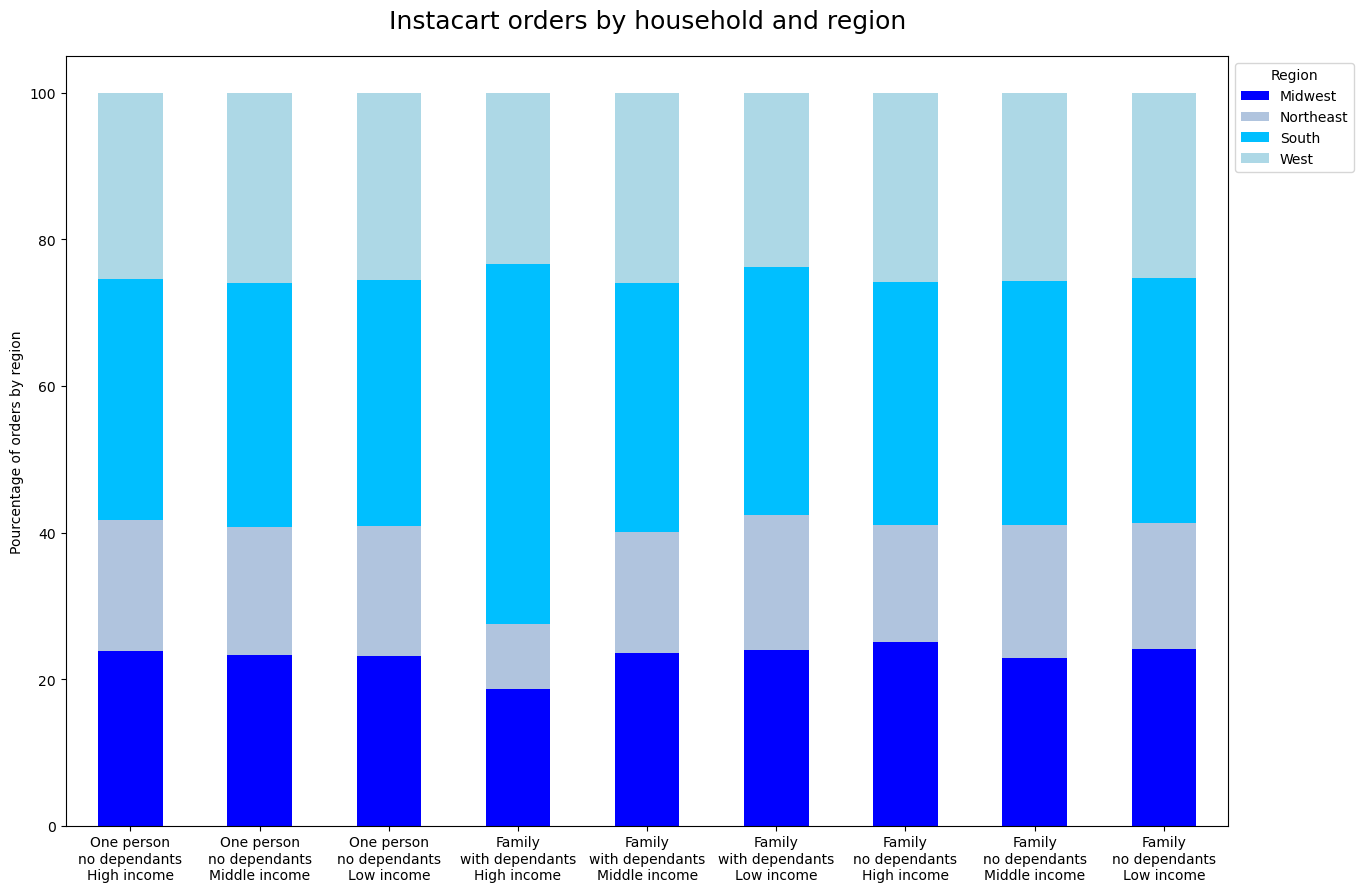 Instacart orders by household and region
100
80
60
40
20
0
Pourcentage of orders by region
Region
Midwest
Northeast
South
West
One person
no dependants
High income
One person
no dependants
Middle income
One person
no dependants
Low income
Family
with dependants
High income
Family
with dependants
Middle income
Family
with dependants
Low income
Family
no dependants
High income
Family
no dependants
Middle income
Family
no dependants
Low income